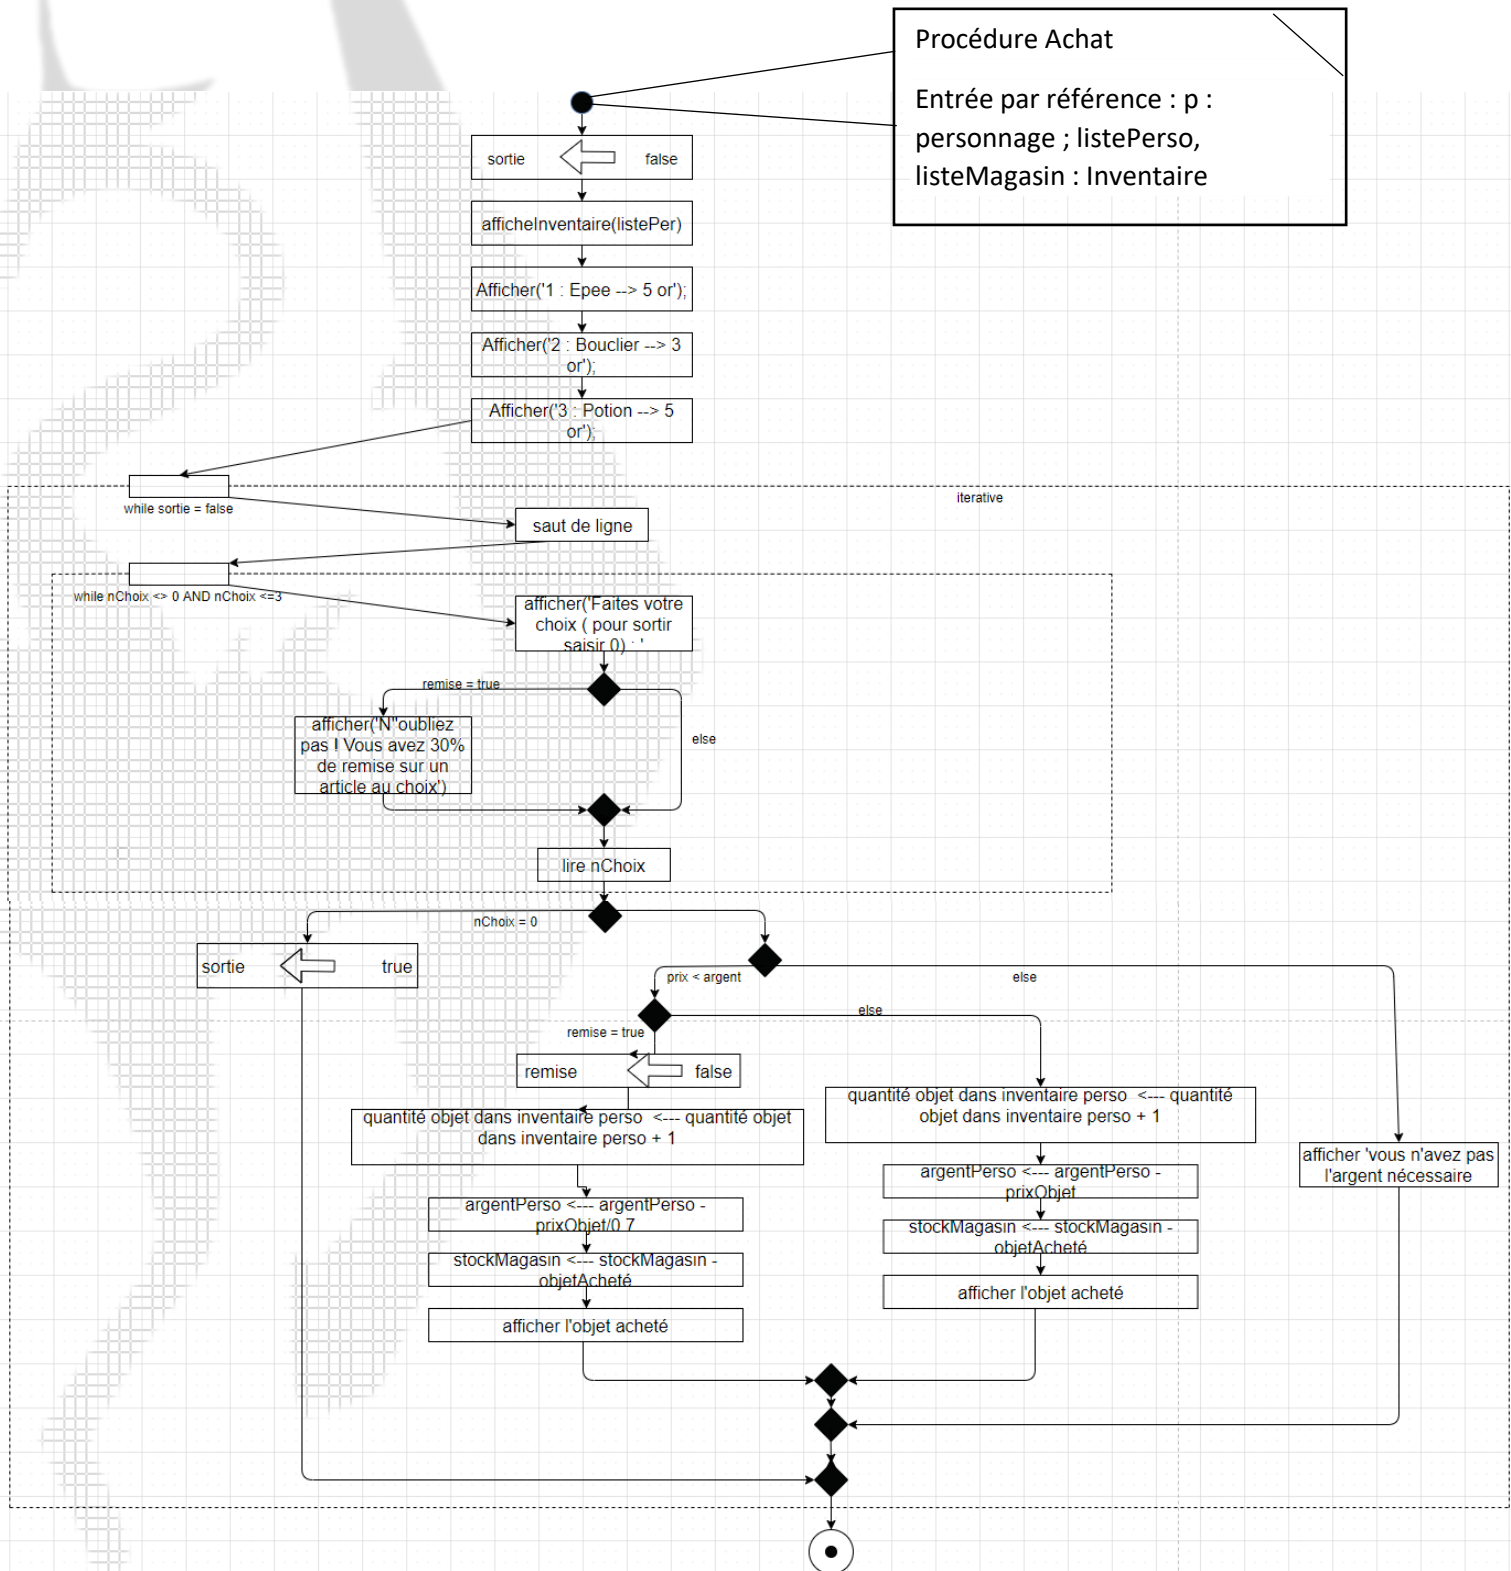 Procédure Achat
Entrée par référence : p :
personnage ; listePerso,
listeMagasin : Inventaire
sortie false
afficheInventaire(listePer)
Afficher('1 : Epee --> 5 or');
Afficher('2 : Bouclier --> 3
or');
Afficher('3 : Potion --> 5
or');
iterative
while sortie = false
saut de ligne
while nChoix <> 0 AND nChoix <=3
afficher('Faites votre
choix ( pour sortir
saisir 0) : '
remise = true
afficher('N''oubliez
pas ! Vous avez 30%
de remise sur un
article au choix')
else
lire nChoix
nChoix = 0
sortie true
prix < argent
else
else
remise = true
remise false
quantité objet dans inventaire perso <--- quantité objet
dans inventaire perso + 1
quantité objet dans inventaire perso <--- quantité
objet dans inventaire perso + 1
afficher 'vous n'avez pas
l'argent nécessaire
argentPerso <--- argentPerso -
prixObjet
argentPerso <--- argentPerso -
prixObjet/0.7
stockMagasin <--- stockMagasin -
objetAcheté
stockMagasin <--- stockMagasin -
objetAcheté
afficher l'objet acheté
afficher l'objet acheté